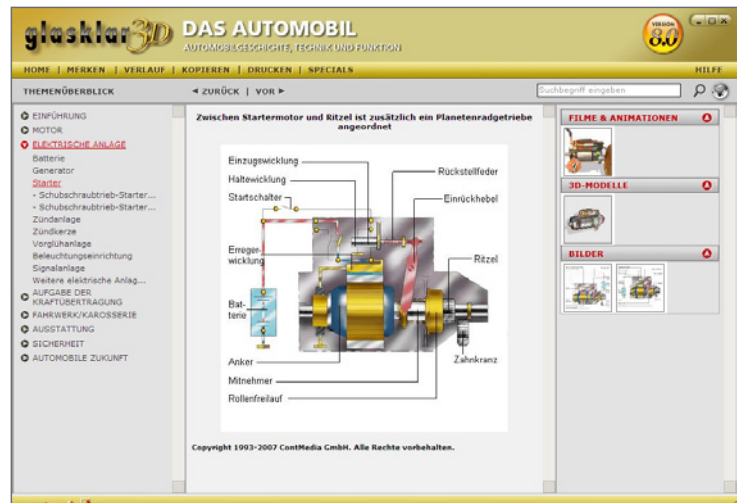 glasklar3D
DAS AUTOMOBIL
AUTOMOBILGESCHICHTE, TECHNIK UND FUNKTION
VERSION
8.0
HOME | MERKEN | VERLAUF | KOPIEREN | DRUCKEN | SPECIALS
HILFE
THEMENÜBERBLICK
ZURÜCK | VOR
Suchbegriff eingeben
EINFÜHRUNG
MOTOR
ELEKTRISCHE ANLAGE
Batterie
Generator
Starter
- Schubschraubtrieb-Starter...
- Schubschraubtrieb-Starter...
Zündanlage
Zündkerze
Vorglühanlage
Beleuchtungseinrichtung
Signalanlage
Weitere elektrische Anlag...
AUFGABE DER
KRAFTÜBERTRAGUNG
FAHRWERK/KAROSSERIE
AUSSTATTUNG
SICHERHEIT
AUTOMOBILE ZUKUNFT
Zwischen Startermotor und Ritzel ist zusätzlich ein Planetenradgetriebe
angeordnet
Einzugswicklung
Haltewicklung
Startschalter
Rückstellfeder
Einrückhebel
Erreger-
wicklung
Ritzel
Bat-
terie
Anker
Zahnkranz
Mitnehmer
Rollenfreilauf
Copyright 1993-2007 ContMedia GmbH. Alle Rechte vorbehalten.
FILME & ANIMATIONEN
3D-MODELLE
BILDER